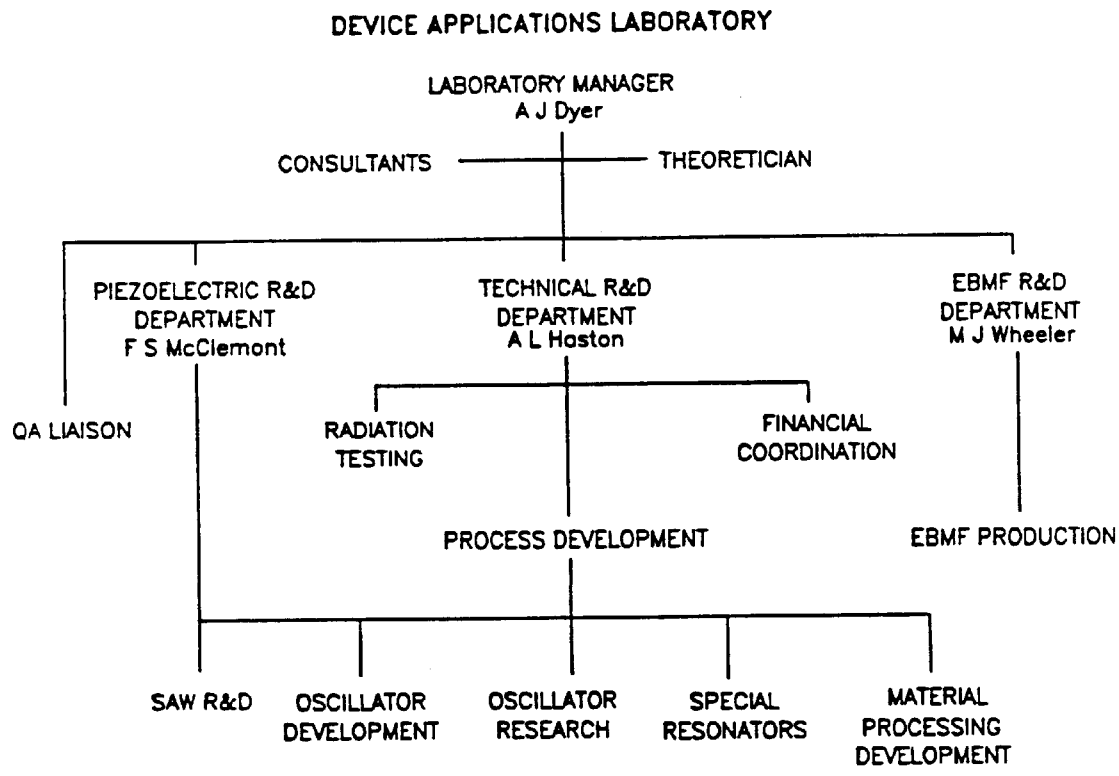 DEVICE APPLICATIONS LABORATORY
LABORATORY MANAGER
A J Dyer
CONSULTANTS
THEORETICIAN
PIEZOELECTRIC R&D
DEPARTMENT
F S McClemont
TECHNICAL R&D
DEPARTMENT
A L Haston
EBMF R&D
DEPARTMENT
M J Wheeler
QA LIAISON
RADIATION
TESTING
FINANCIAL
COORDINATION
PROCESS DEVELOPMENT
EBMF PRODUCTION
SAW R&D
OSCILLATOR
DEVELOPMENT
OSCILLATOR
RESEARCH
SPECIAL
RESONATORS
MATERIAL
PROCESSING
DEVELOPMENT